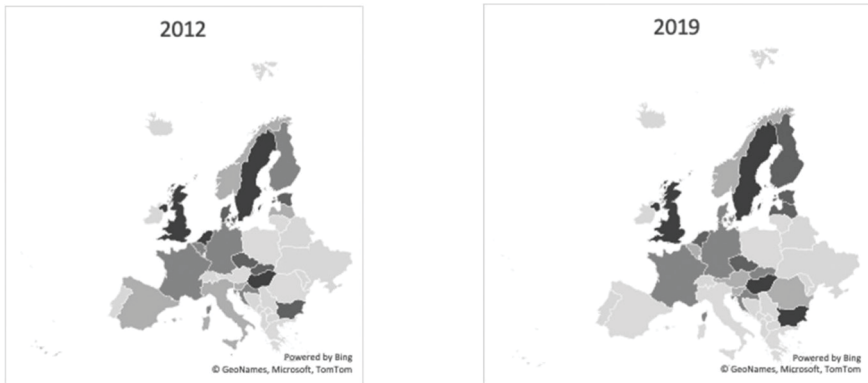 2012
Powered by Bing
© GeoNames, Microsoft, TomTom
2019
Powered by Bing
© GeoNames, Microsoft, TomTom